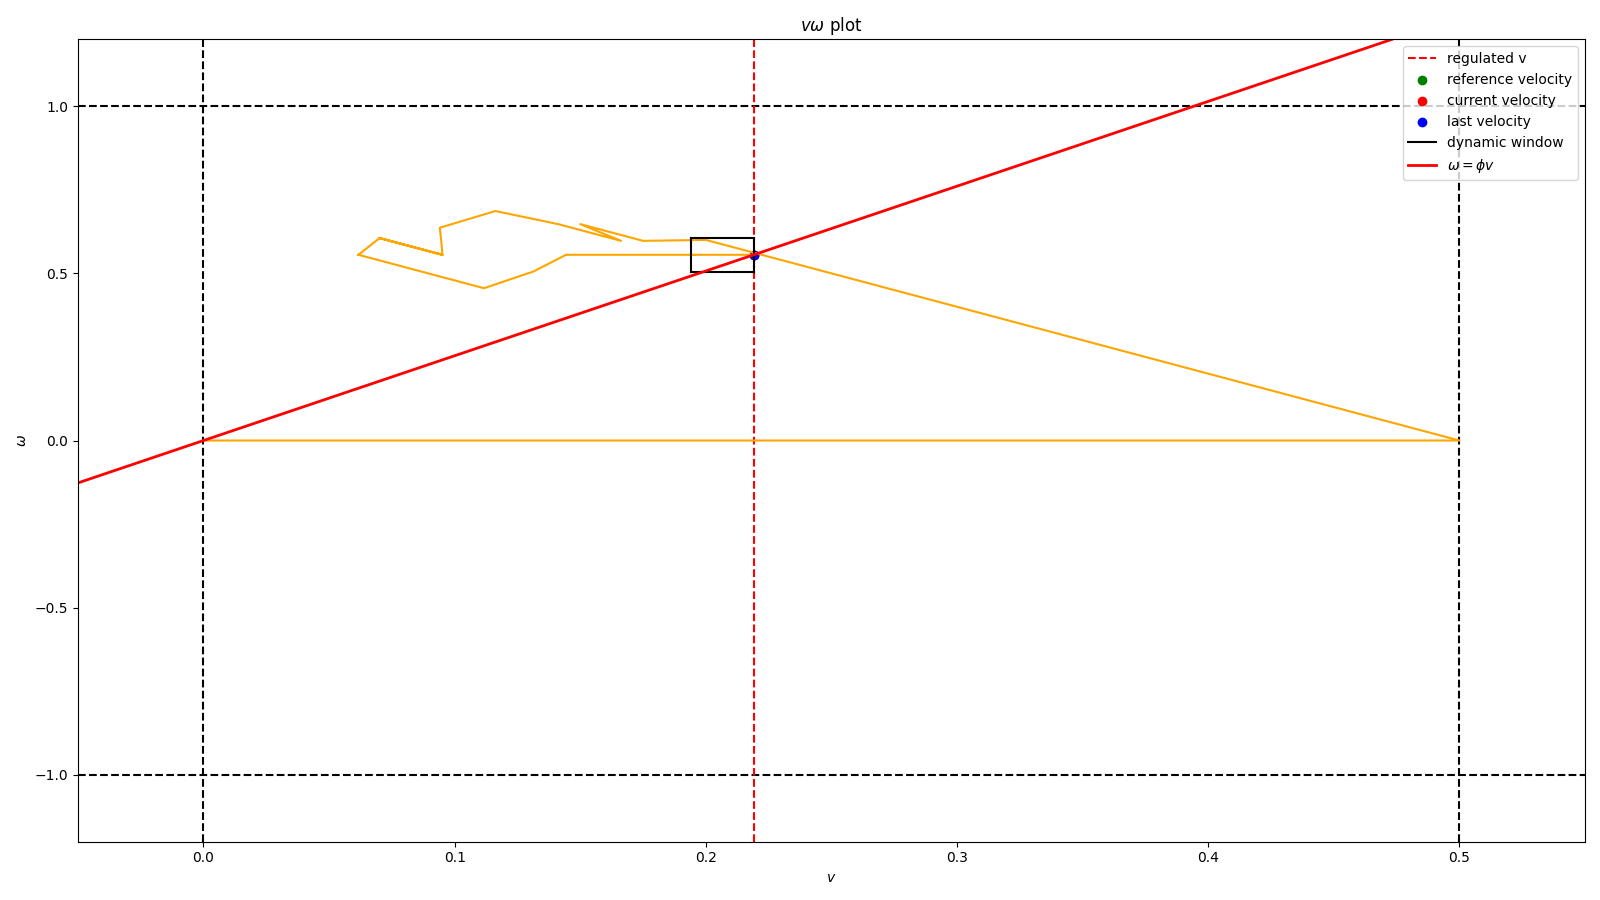 vω plot
regulated v
reference velocity
current velocity
last velocity
dynamic window
ω = ϕv
1.0
0.5
0.0
−0.5
−1.0
ω
0.0 0.1 0.2 0.3 0.4 0.5
v